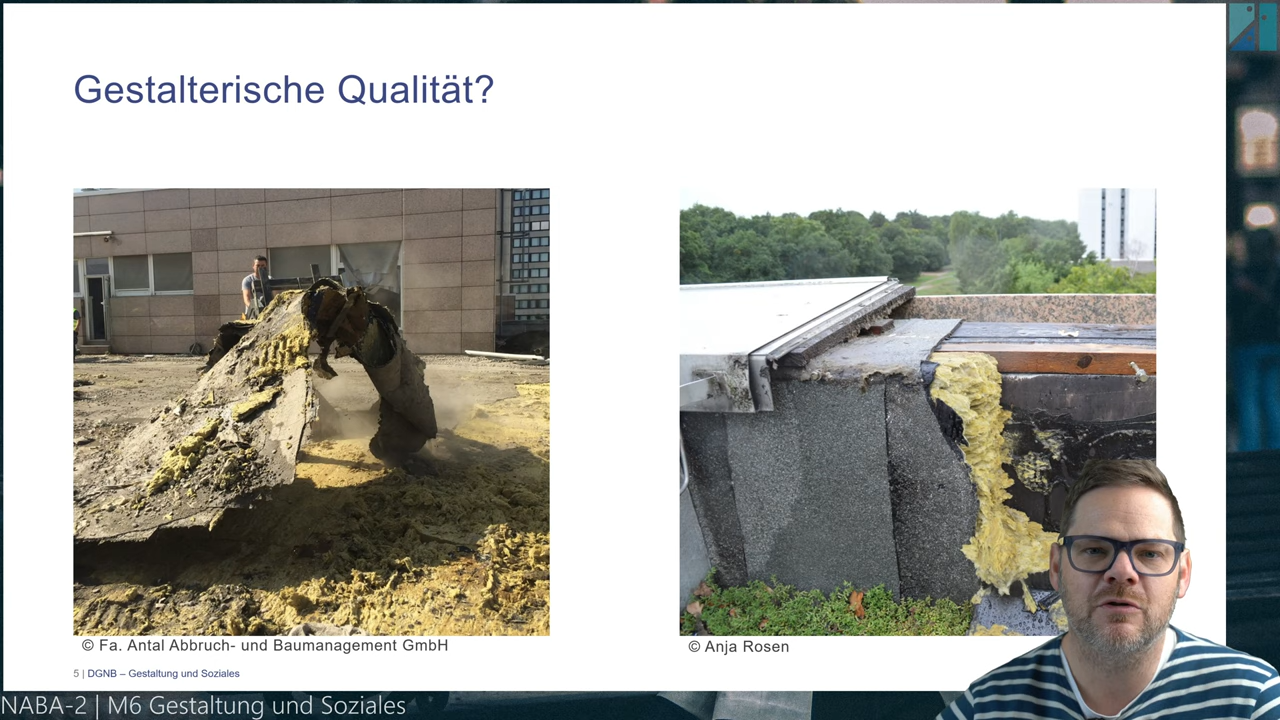 Gestalterische Qualität?
© Fa. Antal Abbruch- und Baumanagement GmbH
© Anja Rosen
5 | DGNB – Gestaltung und Soziales
NABA-2 | M6 Gestaltung und Soziales